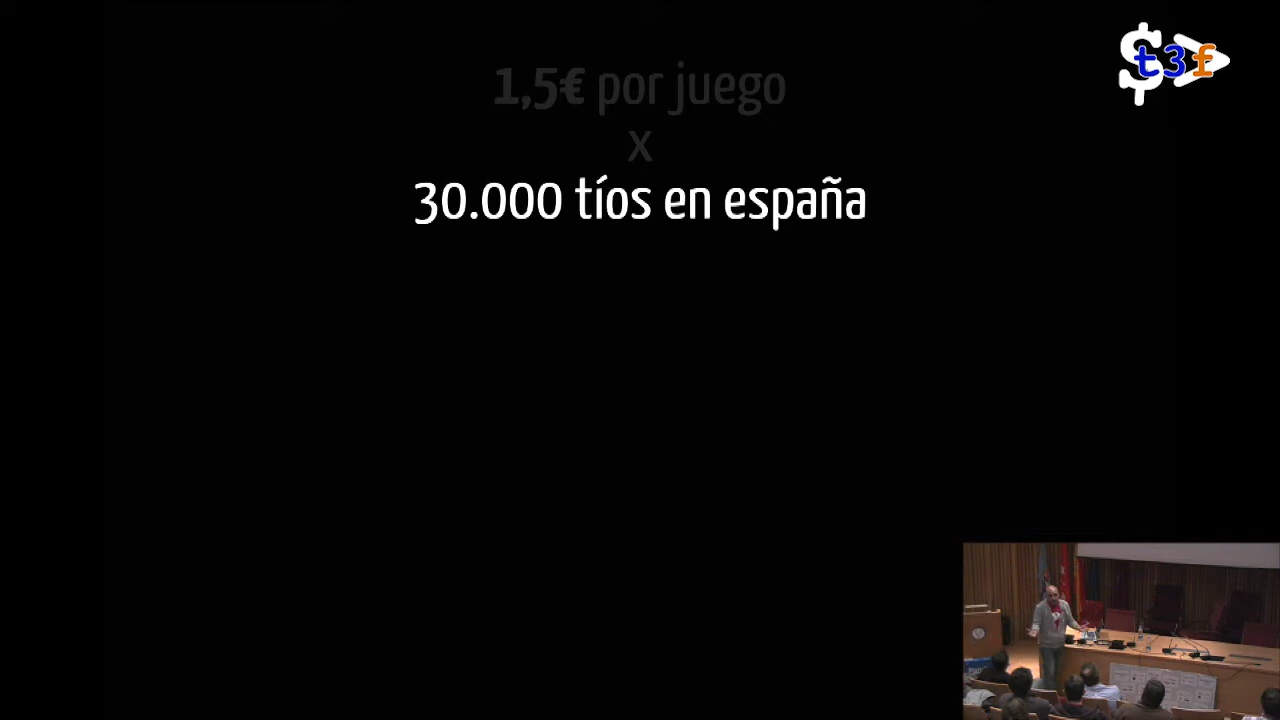 $t3f
1,5€ por juego
x
30.000 tíos en españa